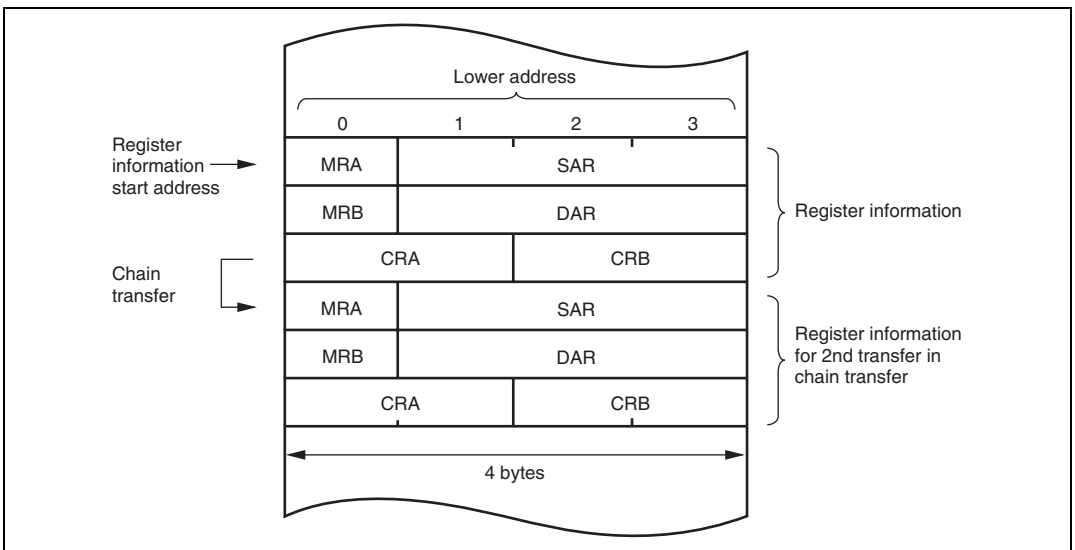 Lower address
0 1 2 3
Register
information
start address
MRA SAR
MRB DAR
Register information
CRA CRB
Chain
transfer
MRA SAR
MRB DAR
Register information
for 2nd transfer in
chain transfer
CRA CRB
4 bytes